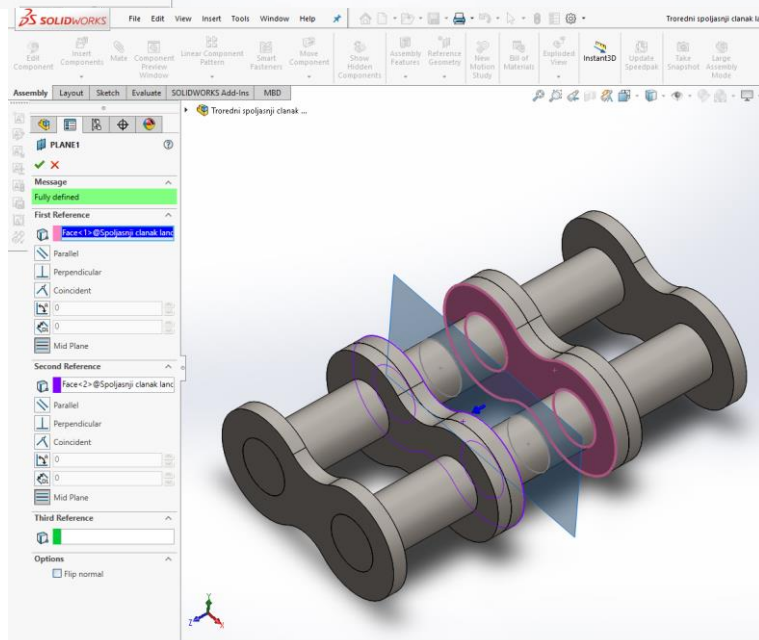 SOLIDWORKS File Edit View Insert Tools Window Help Troredni spoljasnji clanak la
Edit Component Insert Components Mate Component Preview Window Linear Component Pattern Smart Fasteners Move Component Show Hidden Components Assembly Features Reference Geometry New Motion Study Bill of Materials Exploded View Instant3D Update Speedpak Take Snapshot Large Assembly Mode
Assembly Layout Sketch Evaluate SOLIDWORKS Add-Ins MBD
Troredni spoljasnji clanak ...
PLANE1
Message
Fully defined
First Reference
Face<1>@Spoljasnji clanak lanc
Parallel
Perpendicular
Coincident
0
0
Mid Plane
Second Reference
Face<2>@Spoljasnji clanak lanc
Parallel
Perpendicular
Coincident
0
0
Mid Plane
Third Reference
Options
Flip normal
Y
Z X